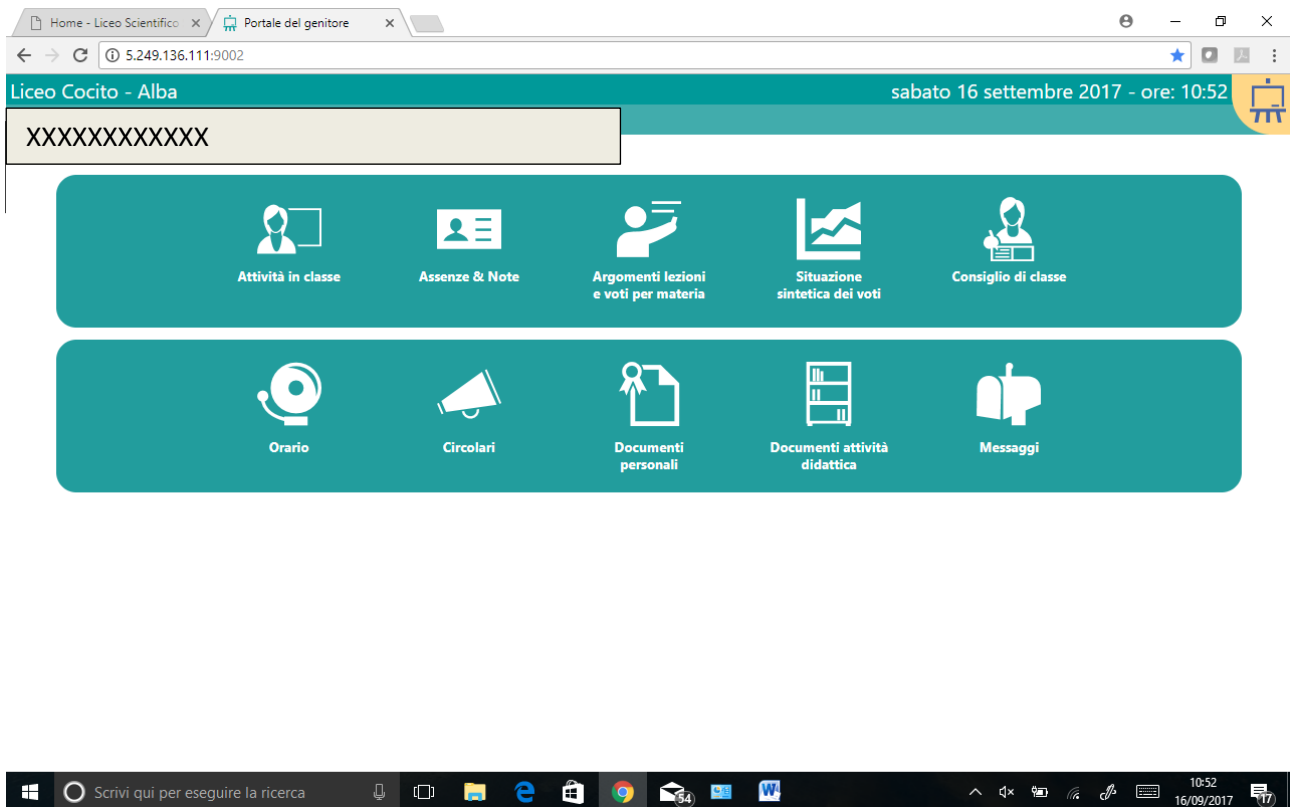 Home - Liceo Scientifico
Portale del genitore
5.249.136.111:9002
Liceo Cocito - Alba
sabato 16 settembre 2017 - ore: 10:52
XXXXXXXXXXXX
Attività in classe
Assenze & Note
Argomenti lezioni
e voti per materia
Situazione
sintetica dei voti
Consiglio di classe
Orario
Circolari
Documenti
personali
Documenti attività
didattica
Messaggi
Scrivi qui per eseguire la ricerca
54
10:52
16/09/2017
17